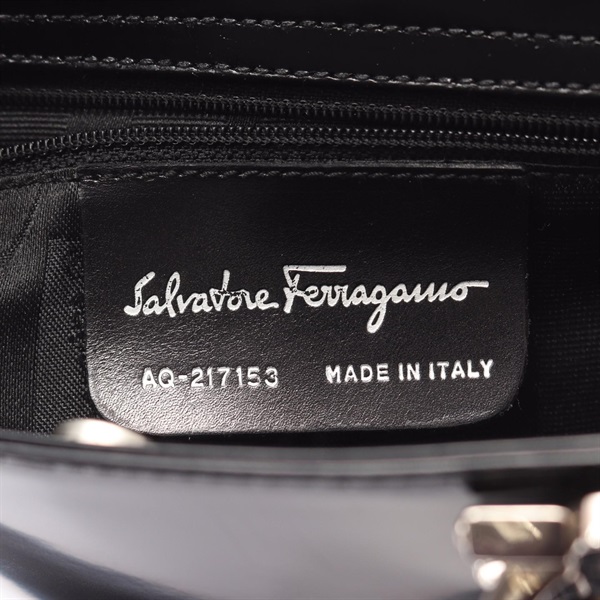 Salvatore Ferragamo
AQ-217153 MADE IN ITALY